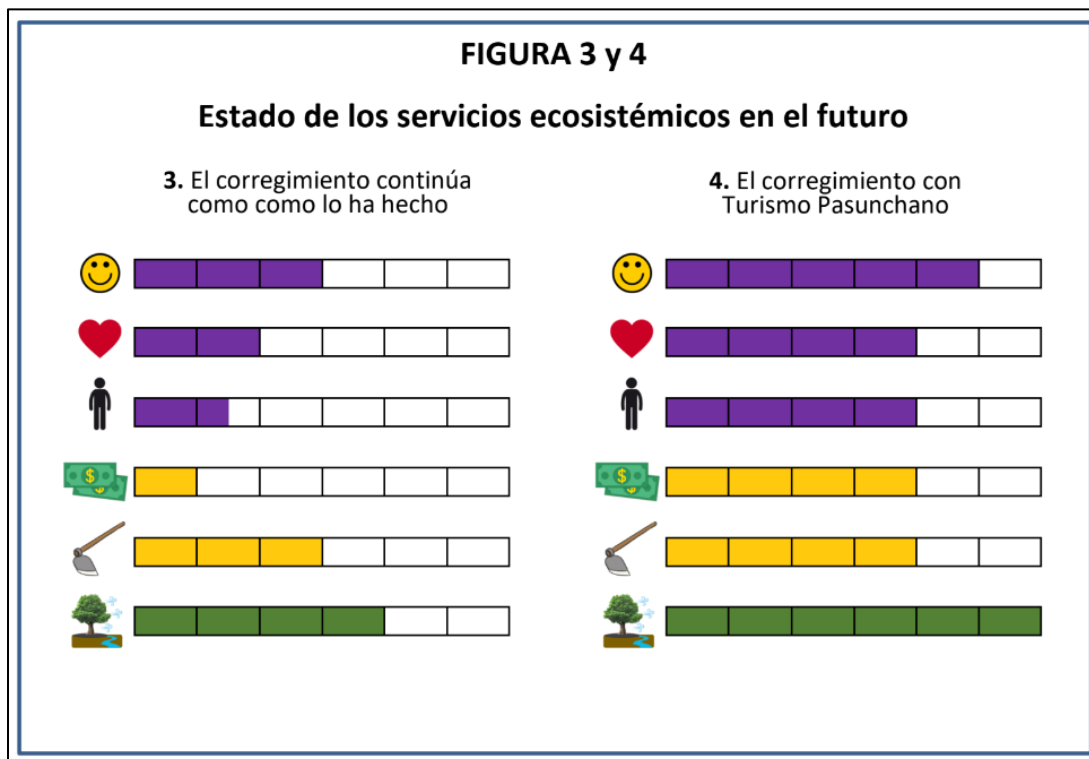 FIGURA 3 y 4
Estado de los servicios ecosistémicos en el futuro
3. El corregimiento continúa
como como lo ha hecho
4. El corregimiento con
Turismo Pasunchano
$
$